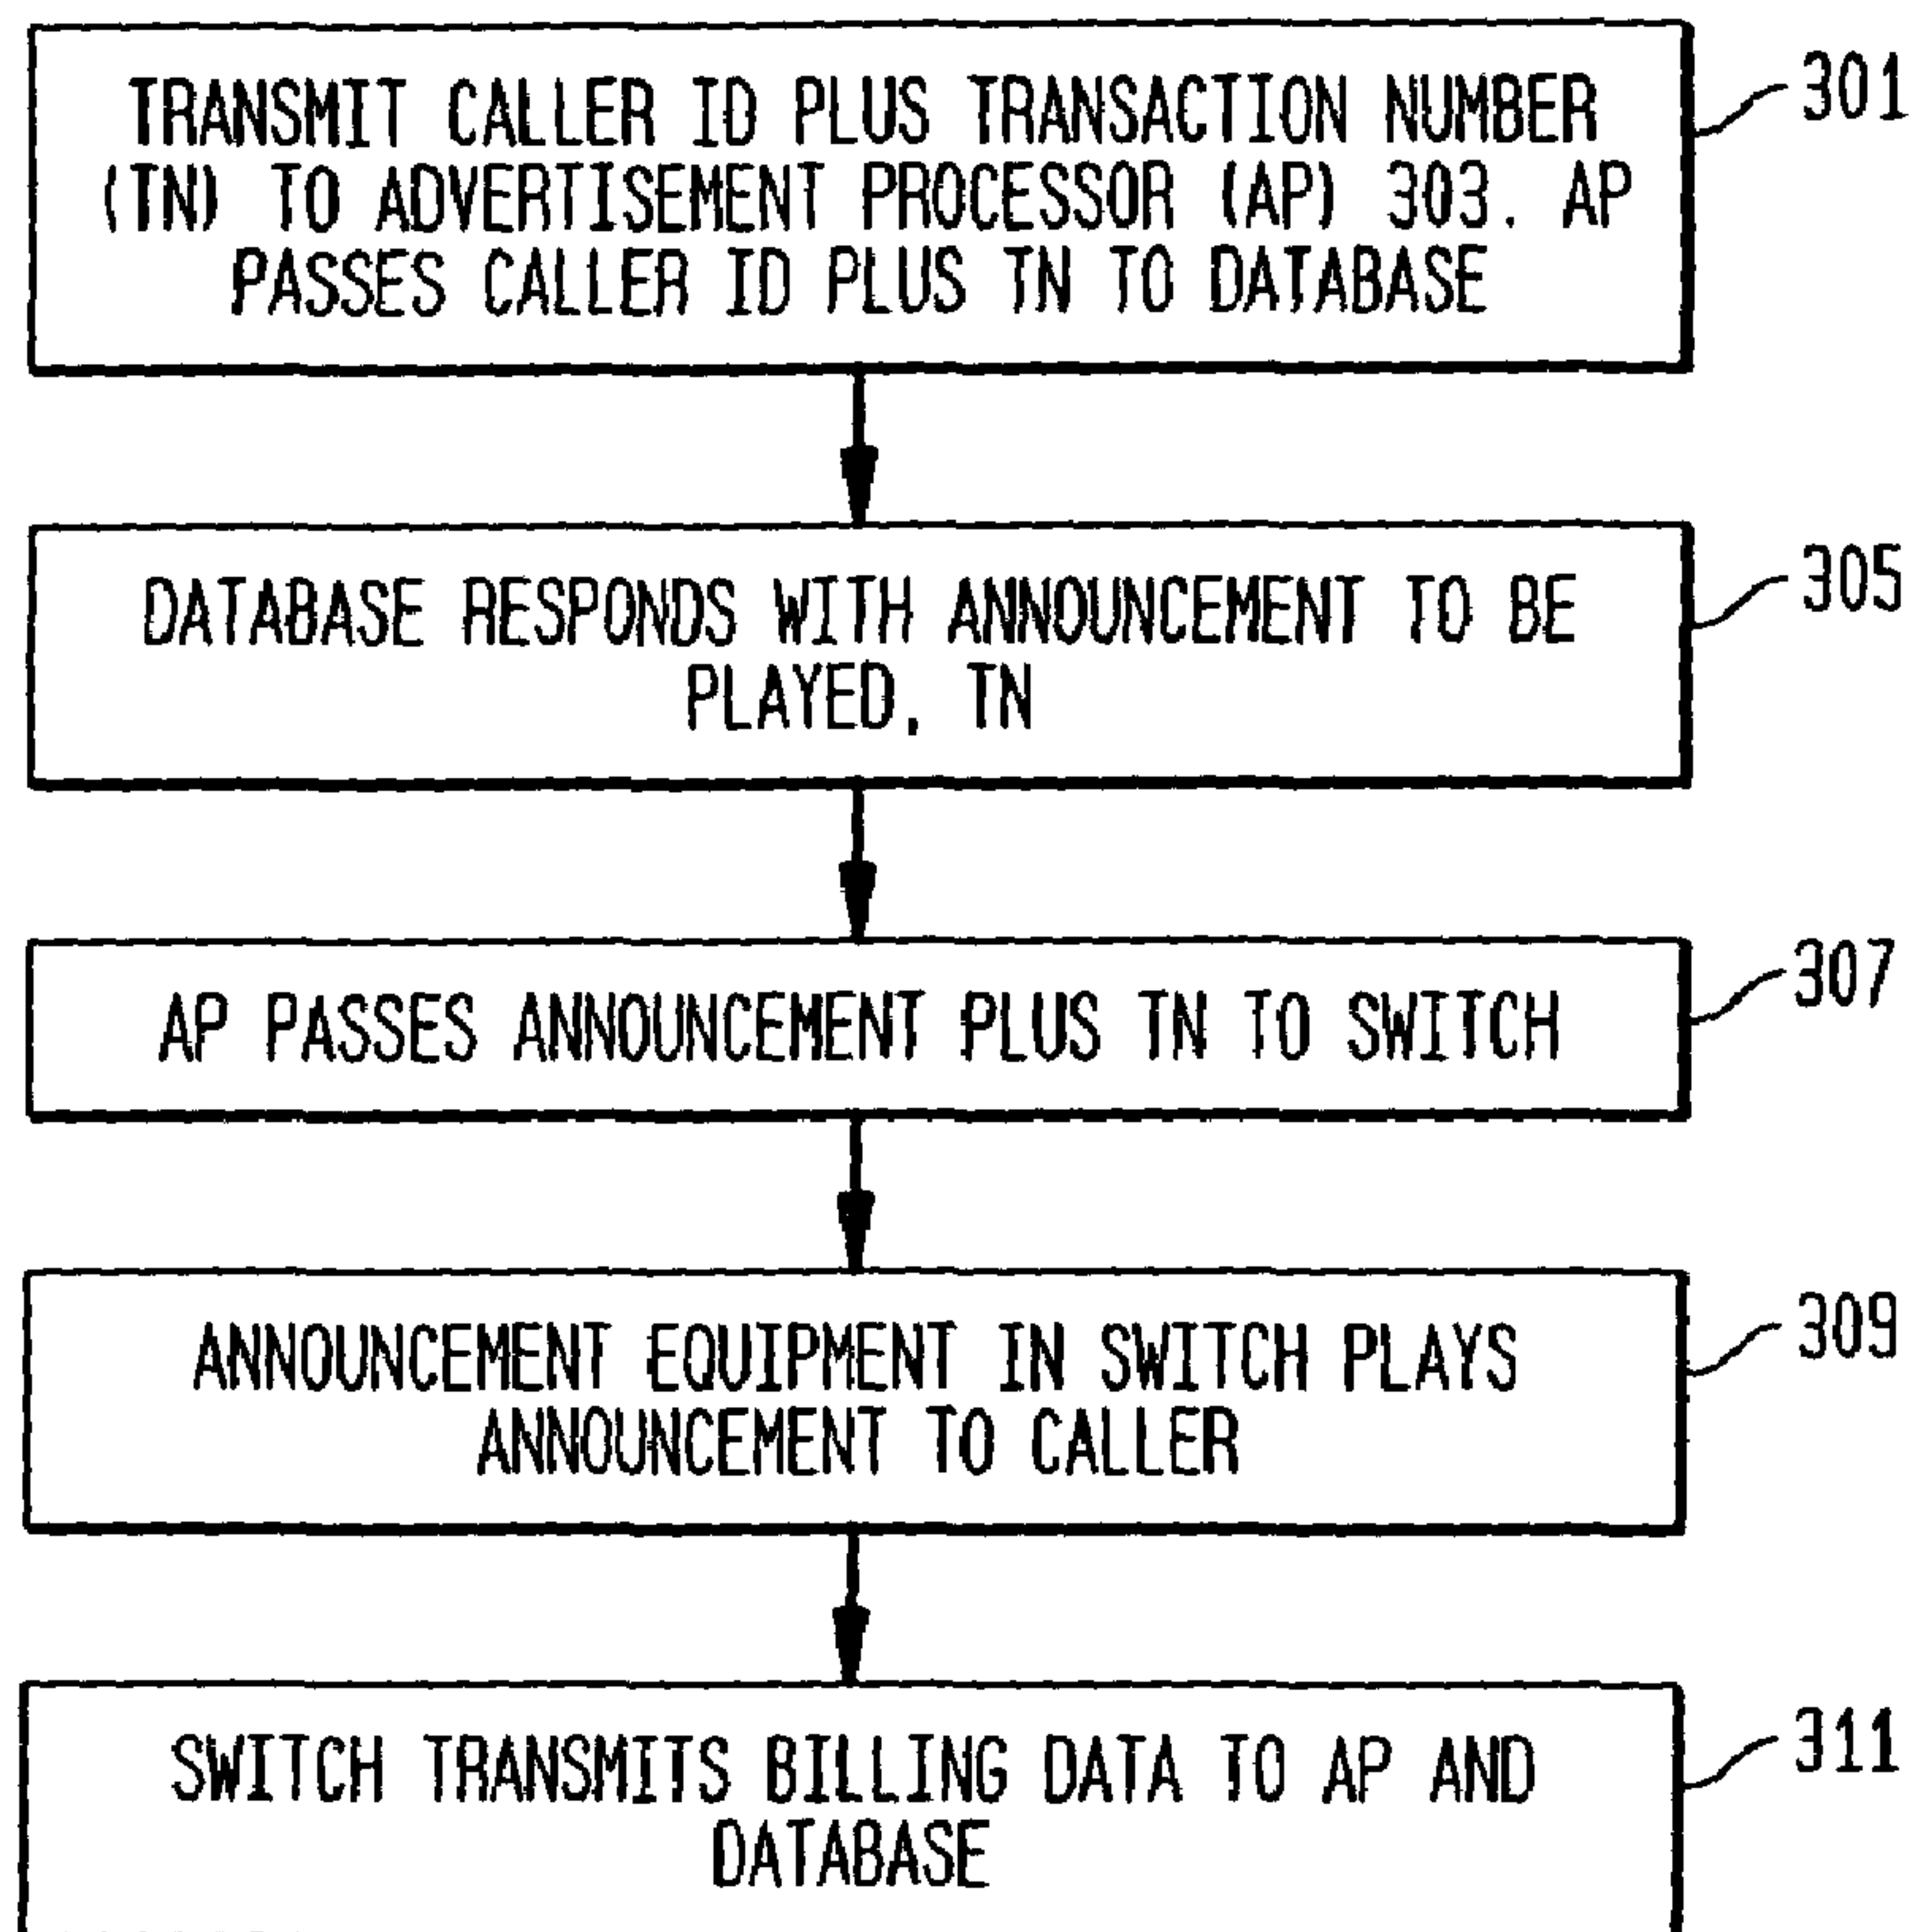 TRANSMIT CALLER ID PLUS TRANSACTION NUMBER
(TN) TO ADVERTISEMENT PROCESSOR (AP) 303. AP
PASSES CALLER ID PLUS TN TO DATABASE
301
DATABASE RESPONDS WITH ANNOUNCEMENT TO BE
PLAYED, TN
305
AP PASSES ANNOUNCEMENT PLUS TN TO SWITCH
307
ANNOUNCEMENT EQUIPMENT IN SWITCH PLAYS
ANNOUNCEMENT TO CALLER
309
SWITCH TRANSMITS BILLING DATA TO AP AND
DATABASE
311